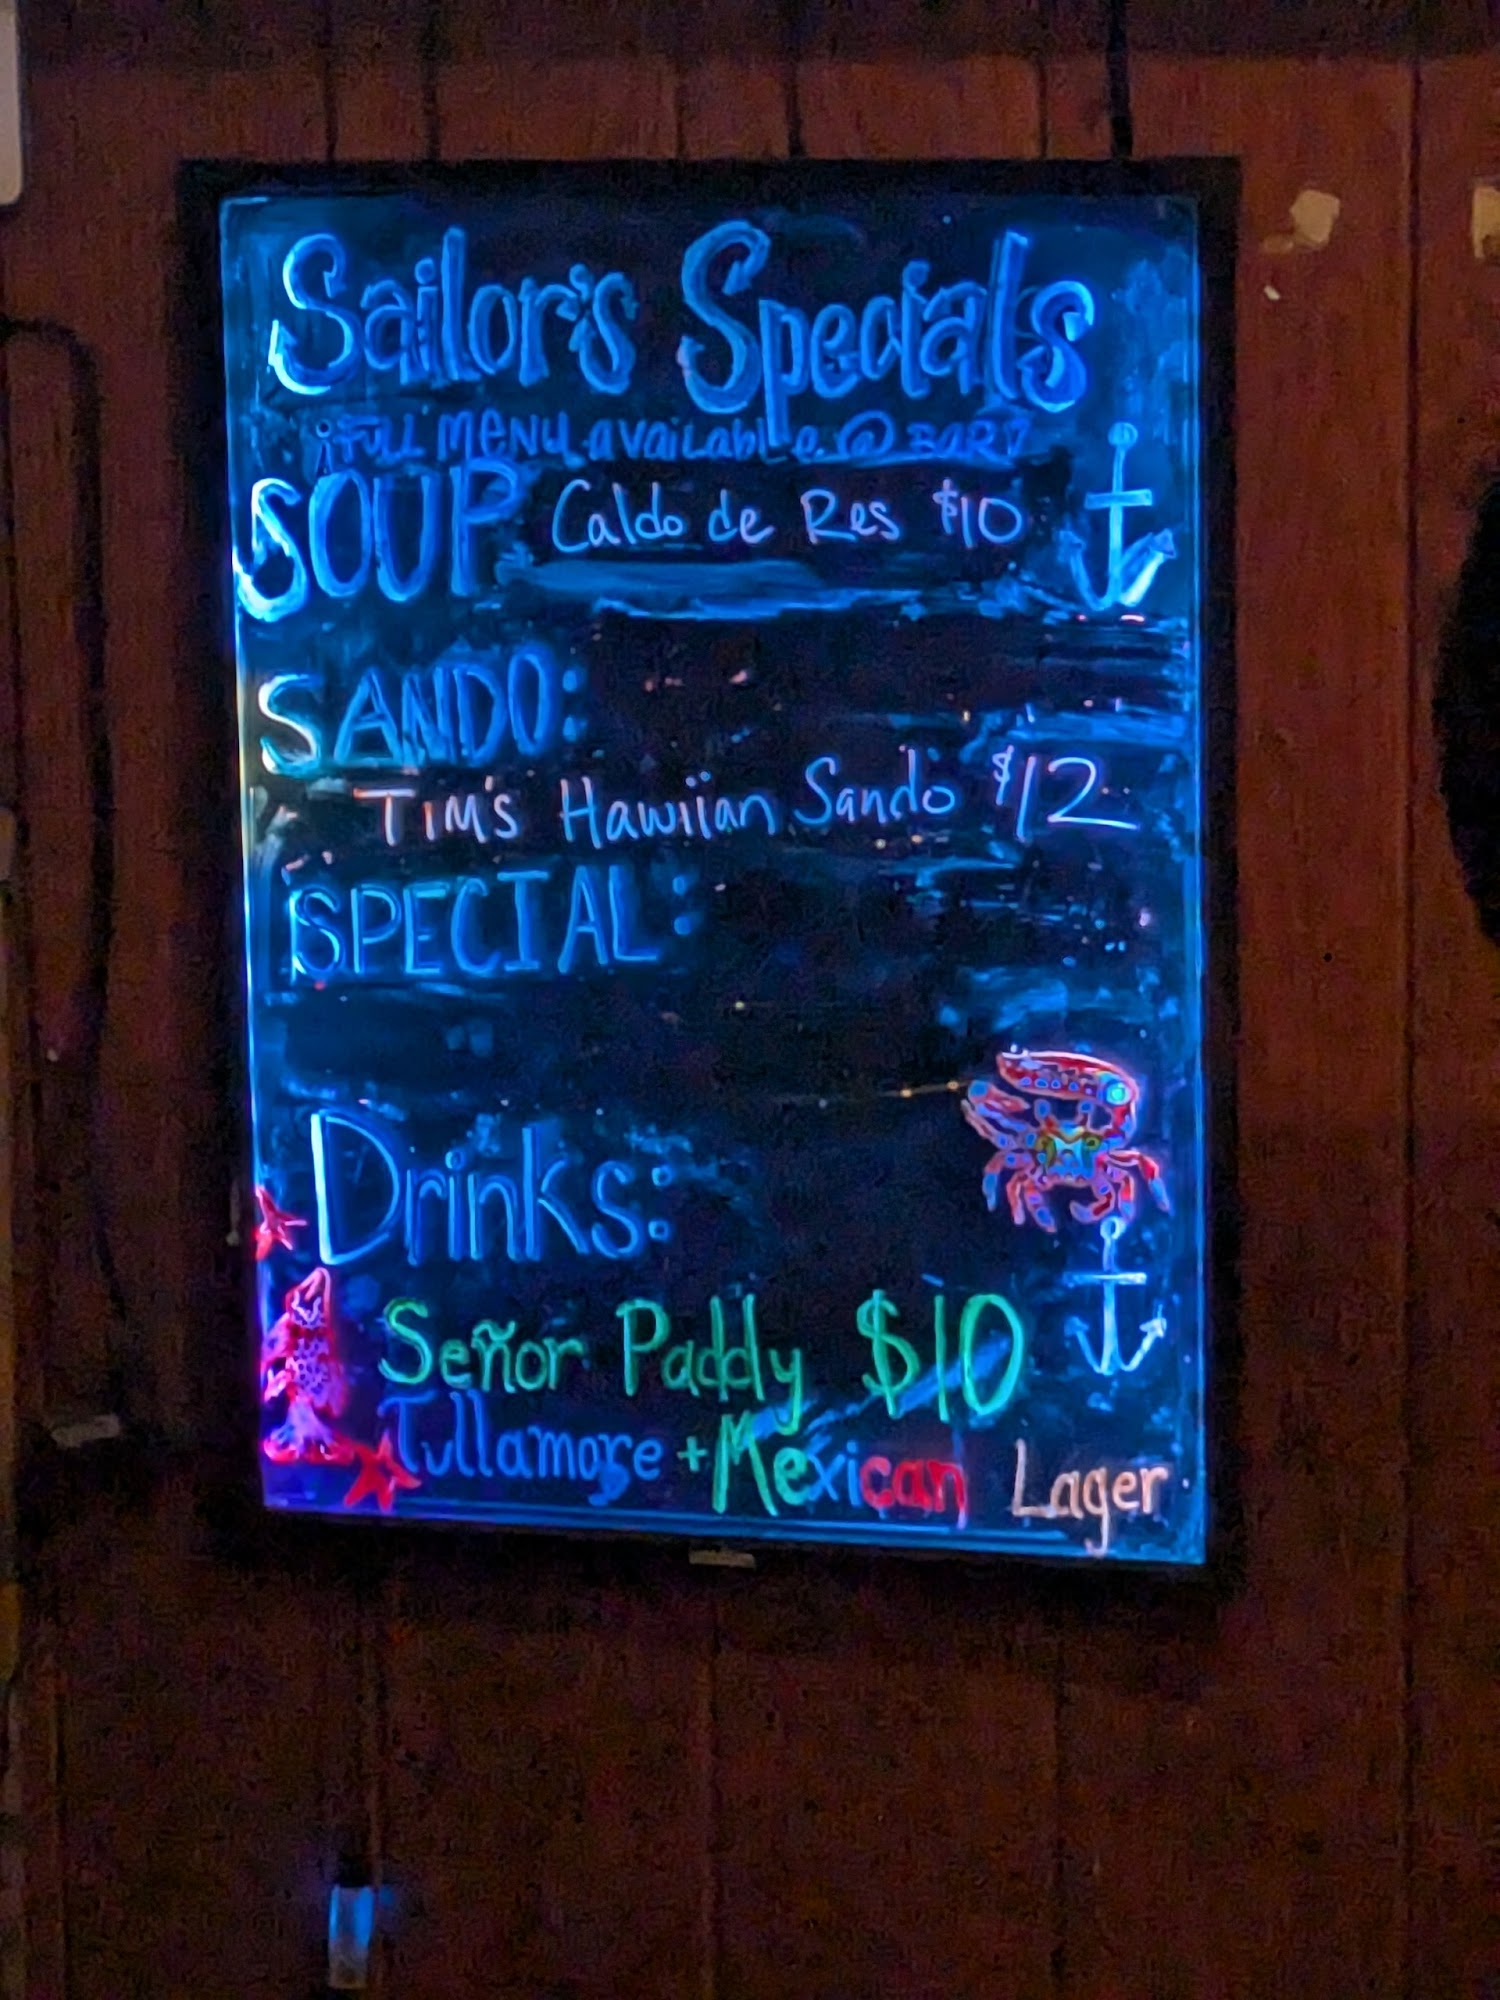 Sailor's Specials
¡FULL MENU available @ BAR!
SOUP Caldo de Res $10
SANDO:
TIM'S Hawiian Sando $12
SPECIAL:
Drinks:
Señor Paddy $10
Tullamore + Mexican Lager